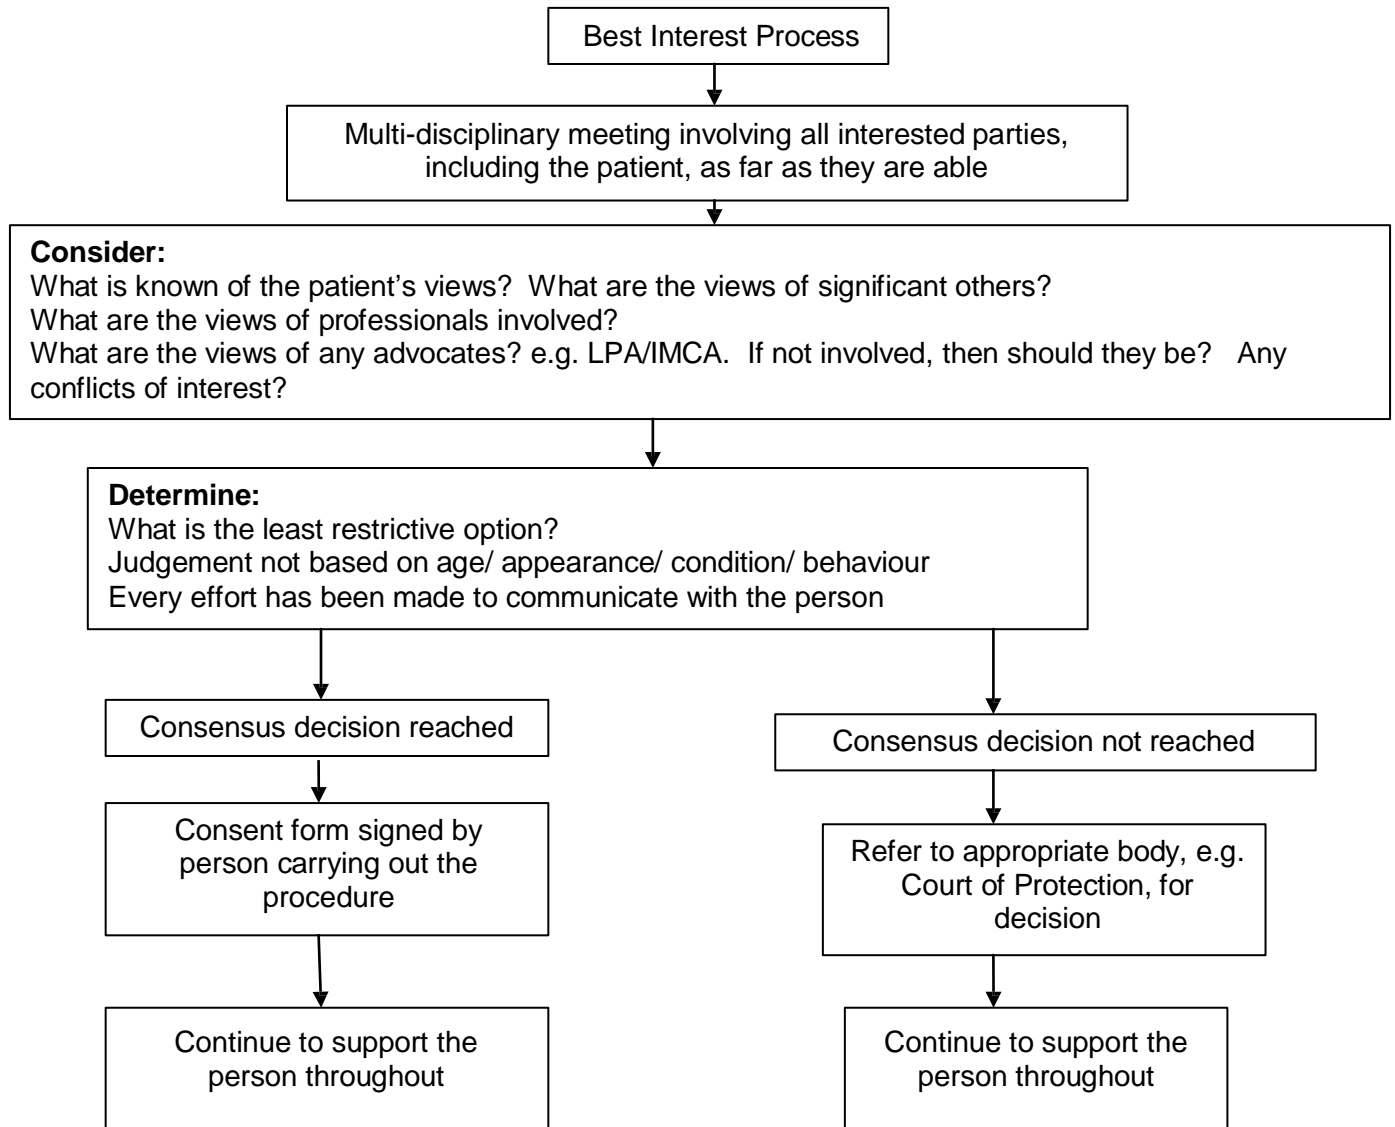 Best Interest Process
Multi-disciplinary meeting involving all interested parties,
including the patient, as far as they are able
Consider:
What is known of the patient’s views?  What are the views of significant others?
What are the views of professionals involved?
What are the views of any advocates? e.g. LPA/IMCA.  If not involved, then should they be?   Any
conflicts of interest?
Determine:
What is the least restrictive option?
Judgement not based on age/ appearance/ condition/ behaviour
Every effort has been made to communicate with the person
Consensus decision reached
Consent form signed by
person carrying out the
procedure
Continue to support the
person throughout
Consensus decision not reached
Refer to appropriate body, e.g.
Court of Protection, for
decision
Continue to support the
person throughout